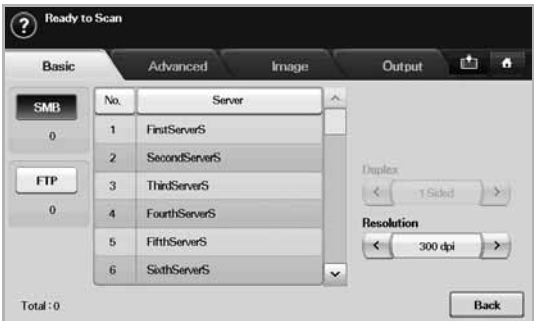 ?
Ready to Scan
Basic
Advanced
Image
Output
SMB
0
FTP
0
No. Server
1 FirstServerS
2 SecondServerS
3 ThirdServerS
4 FourthServerS
5 FifthServerS
6 SixthServerS
Duplex
< 1 Sided >
Resolution
< 300 dpi >
Total : 0
Back